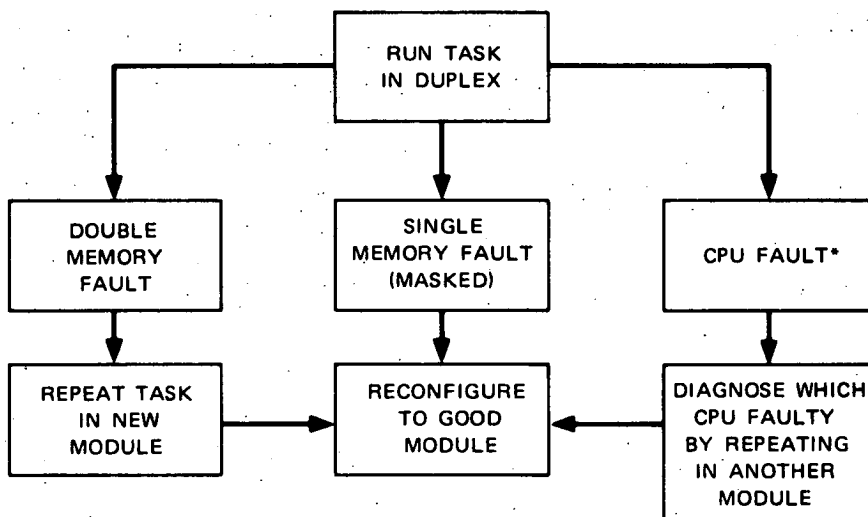 RUN TASK
IN DUPLEX
DOUBLE
MEMORY
FAULT
SINGLE
MEMORY FAULT
(MASKED)
CPU FAULT*
REPEAT TASK
IN NEW
MODULE
RECONFIGURE
TO GOOD
MODULE
DIAGNOSE WHICH
CPU FAULTY
BY REPEATING
IN ANOTHER
MODULE